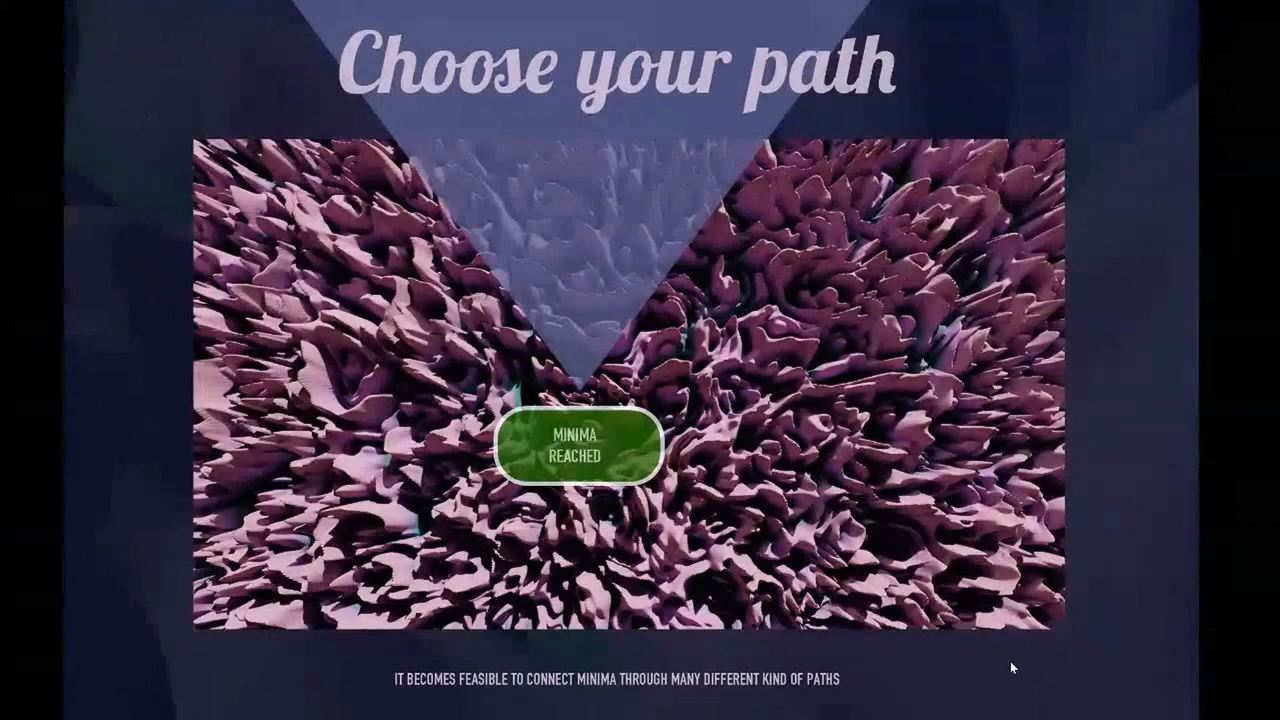 Choose your path
MINIMA
REACHED
IT BECOMES FEASIBLE TO CONNECT MINIMA THROUGH MANY DIFFERENT KIND OF PATHS